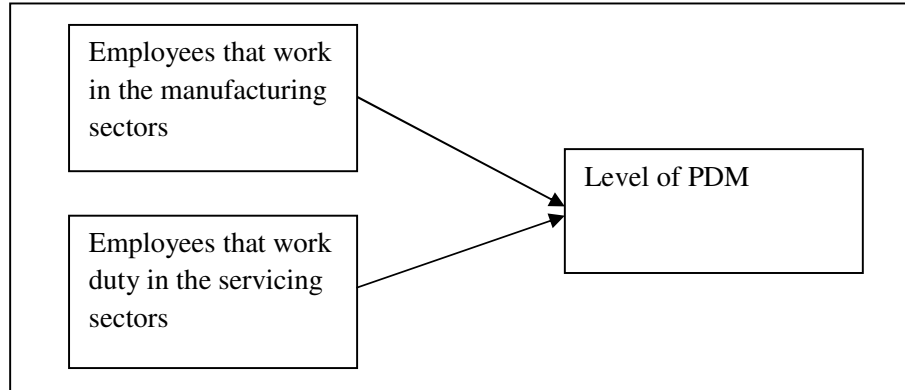 Employees that work
in the manufacturing
sectors
Level of PDM
Employees that work
duty in the servicing
sectors